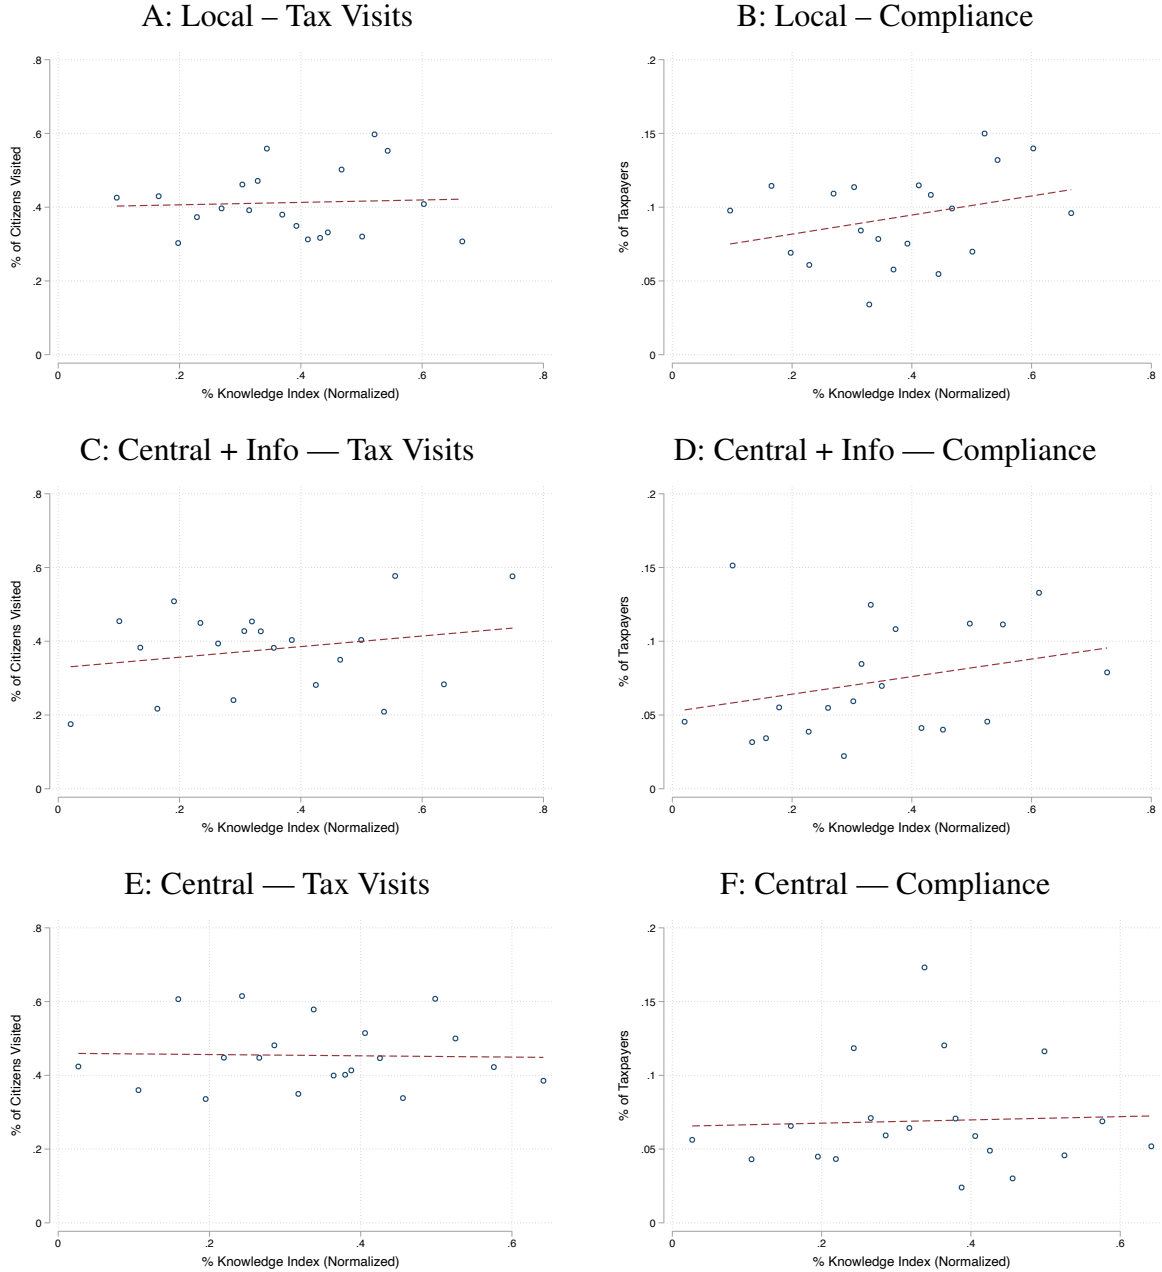 A: Local – Tax Visits
% of Citizens Visited
.8
.6
.4
.2
0
0 .2 .4 .6 .8
% Knowledge Index (Normalized)
B: Local – Compliance
% of Taxpayers
.2
.15
.1
.05
0
0 .2 .4 .6 .8
% Knowledge Index (Normalized)
C: Central + Info — Tax Visits
% of Citizens Visited
.8
.6
.4
.2
0
0 .2 .4 .6 .8
% Knowledge Index (Normalized)
D: Central + Info — Compliance
% of Taxpayers
.2
.15
.1
.05
0
0 .2 .4 .6 .8
% Knowledge Index (Normalized)
E: Central — Tax Visits
% of Citizens Visited
.8
.6
.4
.2
0
0 .2 .4 .6
% Knowledge Index (Normalized)
F: Central — Compliance
% of Taxpayers
.2
.15
.1
.05
0
0 .2 .4 .6
% Knowledge Index (Normalized)